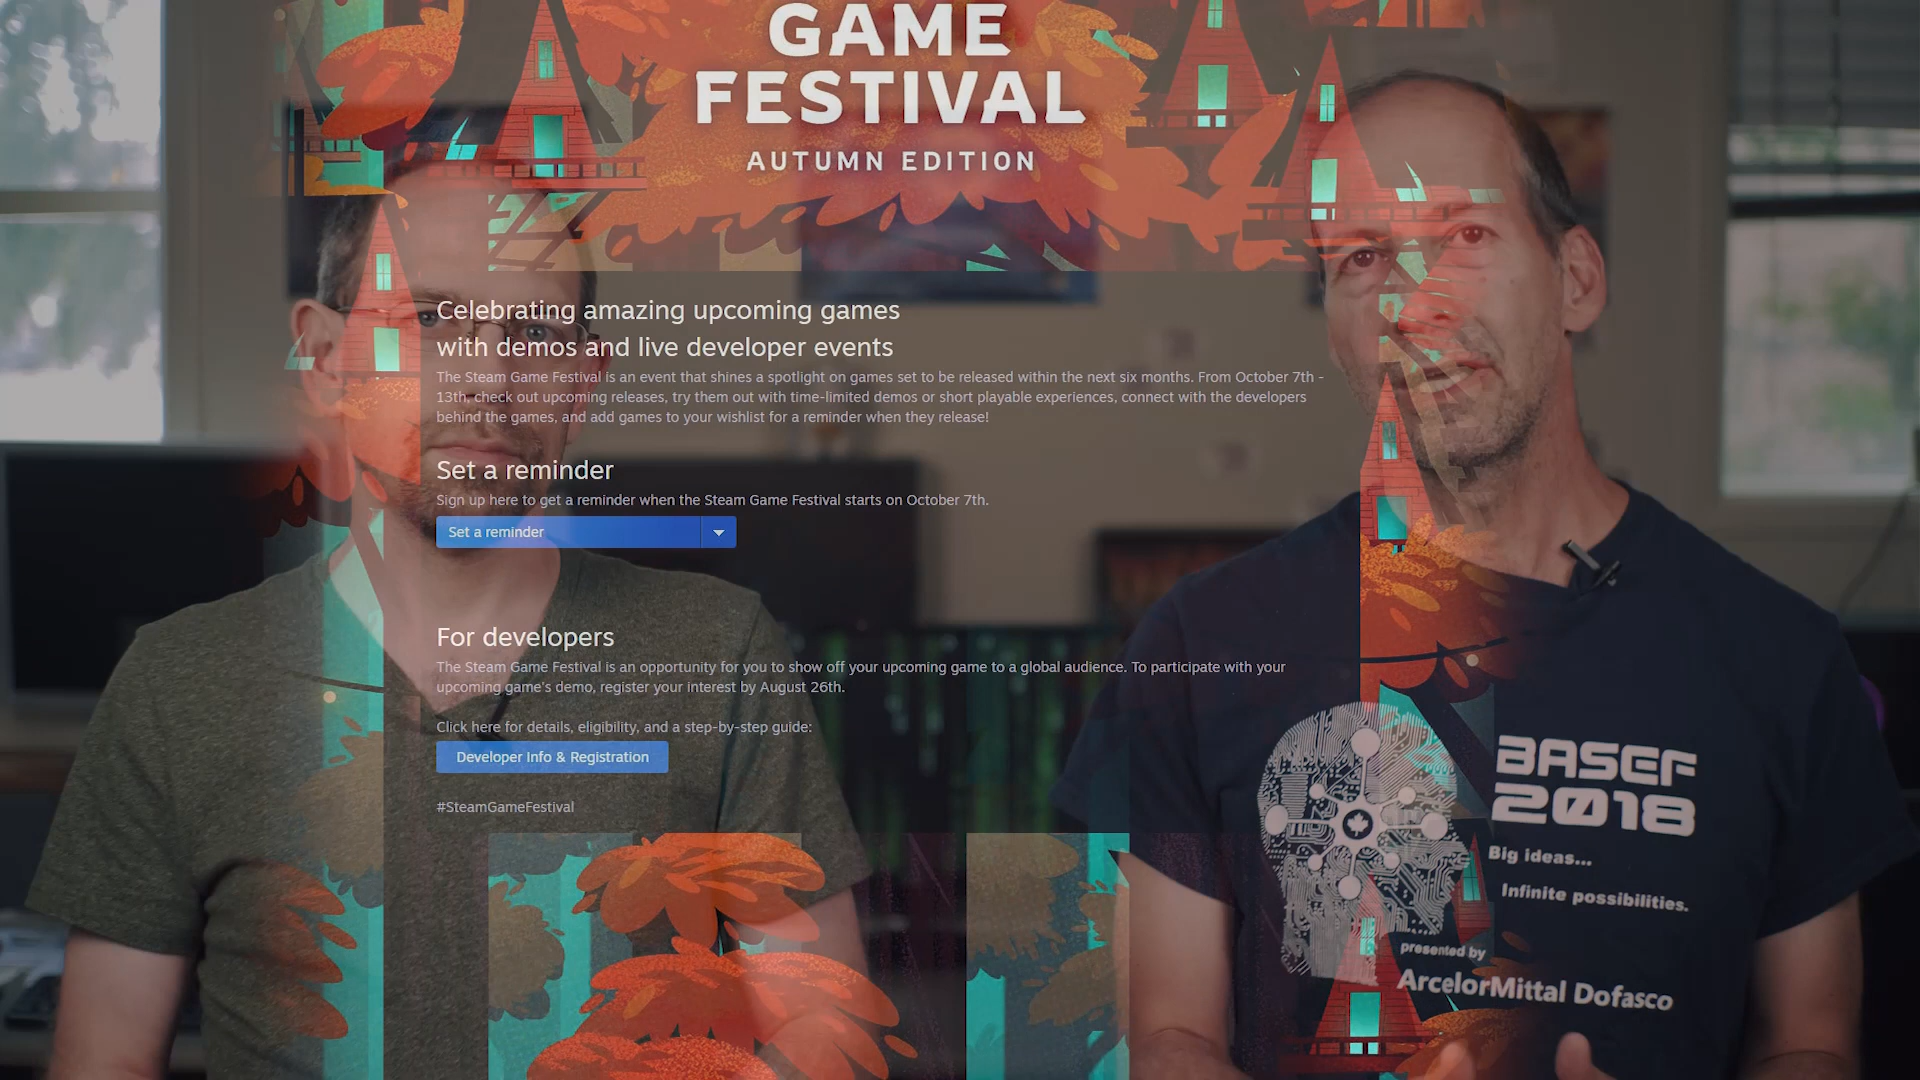 GAME
FESTIVAL
AUTUMN EDITION
Celebrating amazing upcoming games
with demos and live developer events
The Steam Game Festival is an event that shines a spotlight on games set to be released within the next six months. From October 7th -
13th, check out upcoming releases, try them out with time-limited demos or short playable experiences, connect with the developers
behind the games, and add games to your wishlist for a reminder when they release!
Set a reminder
Sign up here to get a reminder when the Steam Game Festival starts on October 7th.
Set a reminder
For developers
The Steam Game Festival is an opportunity for you to show off your upcoming game to a global audience. To participate with your
upcoming game's demo, register your interest by August 26th.
Click here for details, eligibility, and a step-by-step guide:
Developer Info & Registration
#SteamGameFestival
BASEF
2018
Big ideas...
Infinite possibilities.
presented by
ArcelorMittal Dofasco